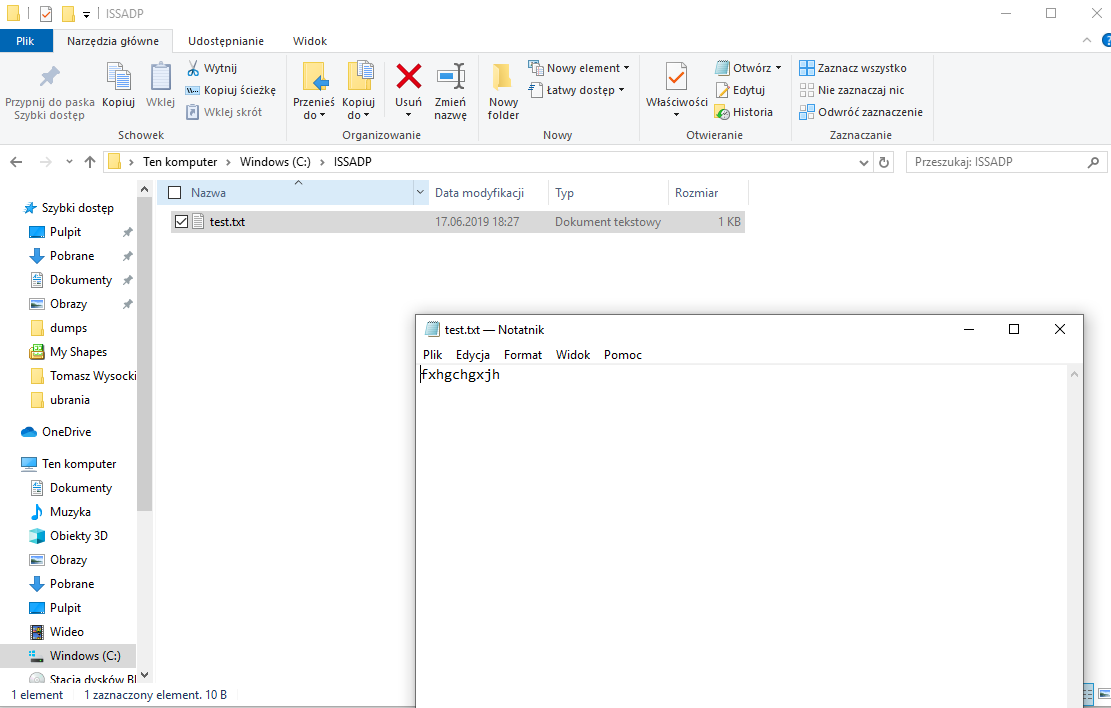 ISSADP
Plik Narzędzia główne Udostępnianie Widok
Przypnij do paska Szybki dostęp
Kopiuj
Wklej
Wytnij
Kopiuj ścieżkę
Wklej skrót
Schowek
Przenieś do
Kopiuj do
Usuń
Zmień nazwę
Organizowanie
Nowy folder
Nowy element
Łatwy dostęp
Nowy
Właściwości
Otwórz
Edytuj
Historia
Otwieranie
Zaznacz wszystko
Nie zaznaczaj nic
Odwróć zaznaczenie
Zaznaczanie
Ten komputer > Windows (C:) > ISSADP
Przeszukaj: ISSADP
Nazwa Data modyfikacji Typ Rozmiar
test.txt 17.06.2019 18:27 Dokument tekstowy 1 KB
Szybki dostęp
Pulpit
Pobrane
Dokumenty
Obrazy
dumps
My Shapes
Tomasz Wysocki
ubrania
OneDrive
Ten komputer
Dokumenty
Muzyka
Obiekty 3D
Obrazy
Pobrane
Pulpit
Wideo
Windows (C:)
Stacja dysków
test.txt — Notatnik
Plik Edycja Format Widok Pomoc
fxhgchgxjh
1 element 1 zaznaczony element. 10 B